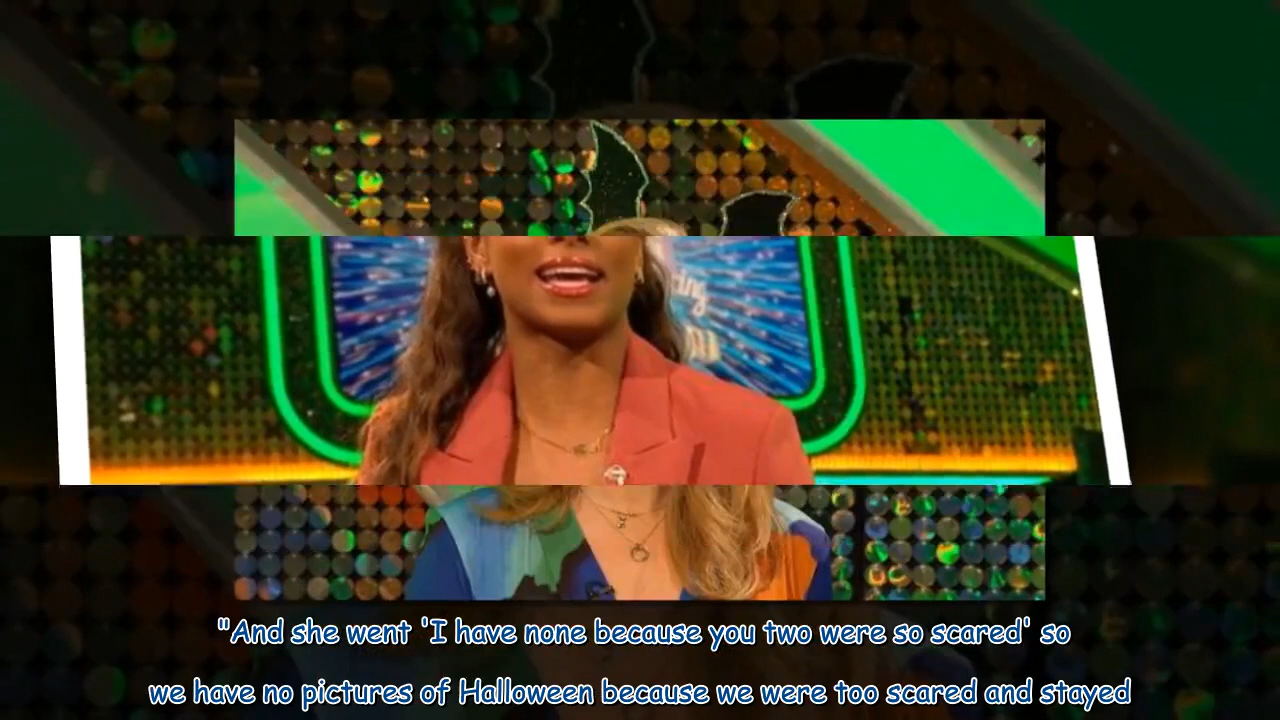 "And she went 'I have none because you two were so scared' so
we have no pictures of Halloween because we were too scared and stayed